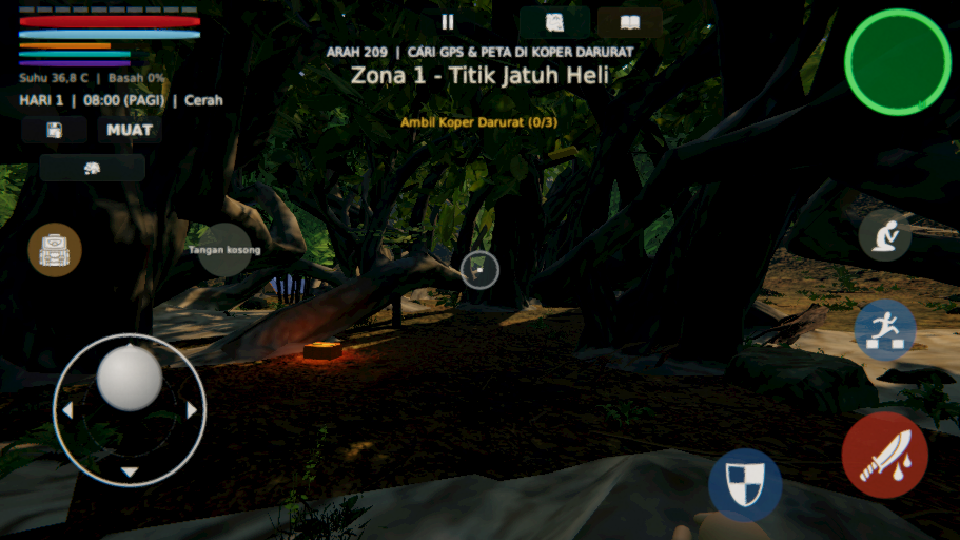 ARAH 209 | CARI GPS & PETA DI KOPER DARURAT
Zona 1 - Titik Jatuh Heli
Ambil Koper Darurat (0/3)
Suhu 36,8 C | Basah 0%
HARI 1 | 08:00 (PAGI) | Cerah
MUAT
Tangan kosong